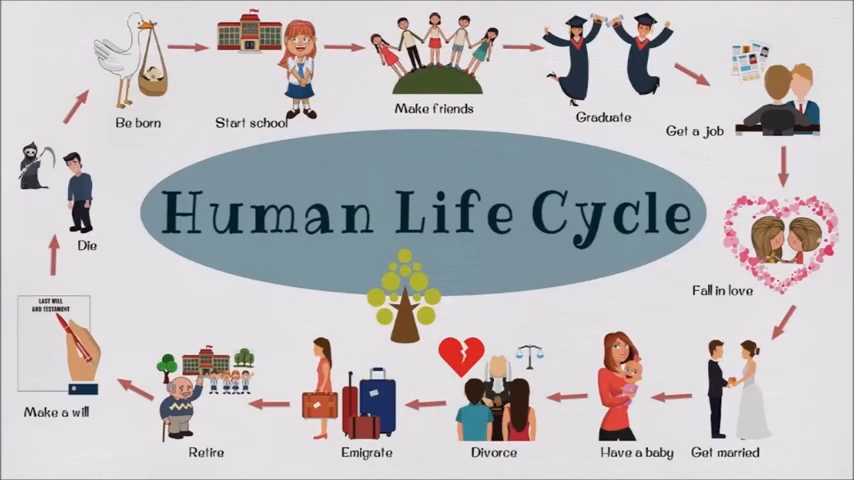 Be born
Start school
Make friends
Graduate
Get a job
Human Life Cycle
Die
Fall in love
LAST WILL
AND TESTAMENT
Make a will
Retire
Emigrate
Divorce
Have a baby
Get married